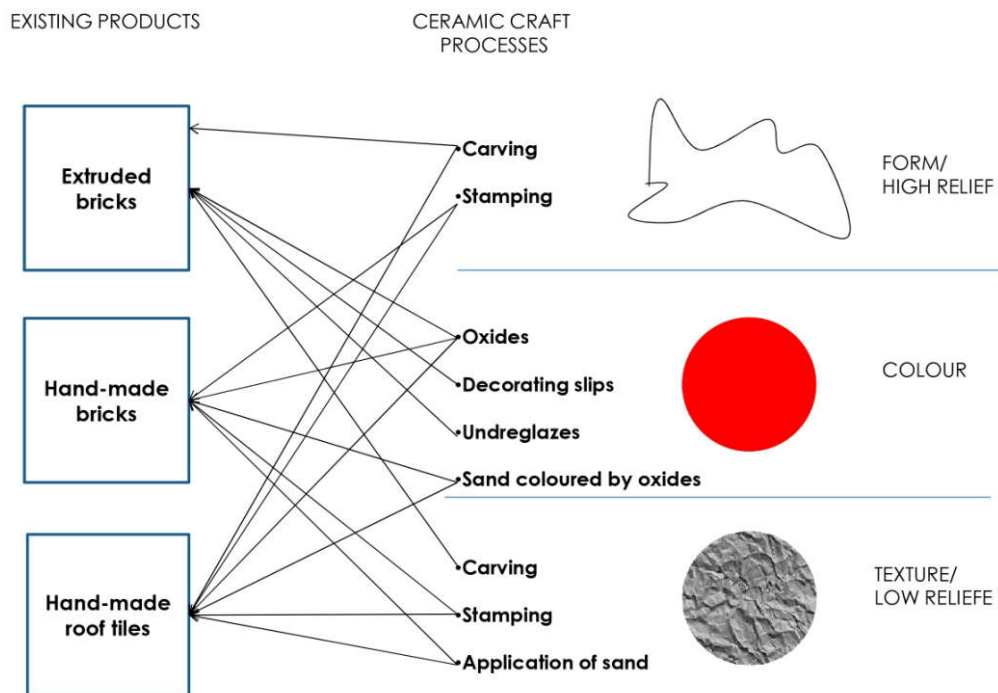 EXISTING PRODUCTS
CERAMIC CRAFT
PROCESSES
Extruded
bricks
•Carving
•Stamping
FORM/
HIGH RELIEF
Hand-made
bricks
•Oxides
•Decorating slips
•Undreglazes
•Sand coloured by oxides
COLOUR
Hand-made
roof tiles
•Carving
•Stamping
•Application of sand
TEXTURE/
LOW RELIEFE